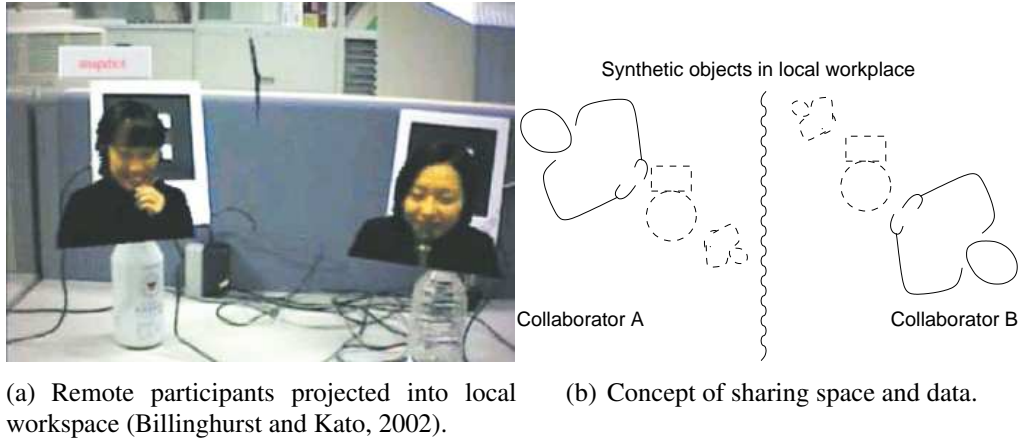 Synthetic objects in local workplace
Collaborator A
Collaborator B
(a) Remote participants projected into local
workspace (Billinghurst and Kato, 2002).
(b) Concept of sharing space and data.